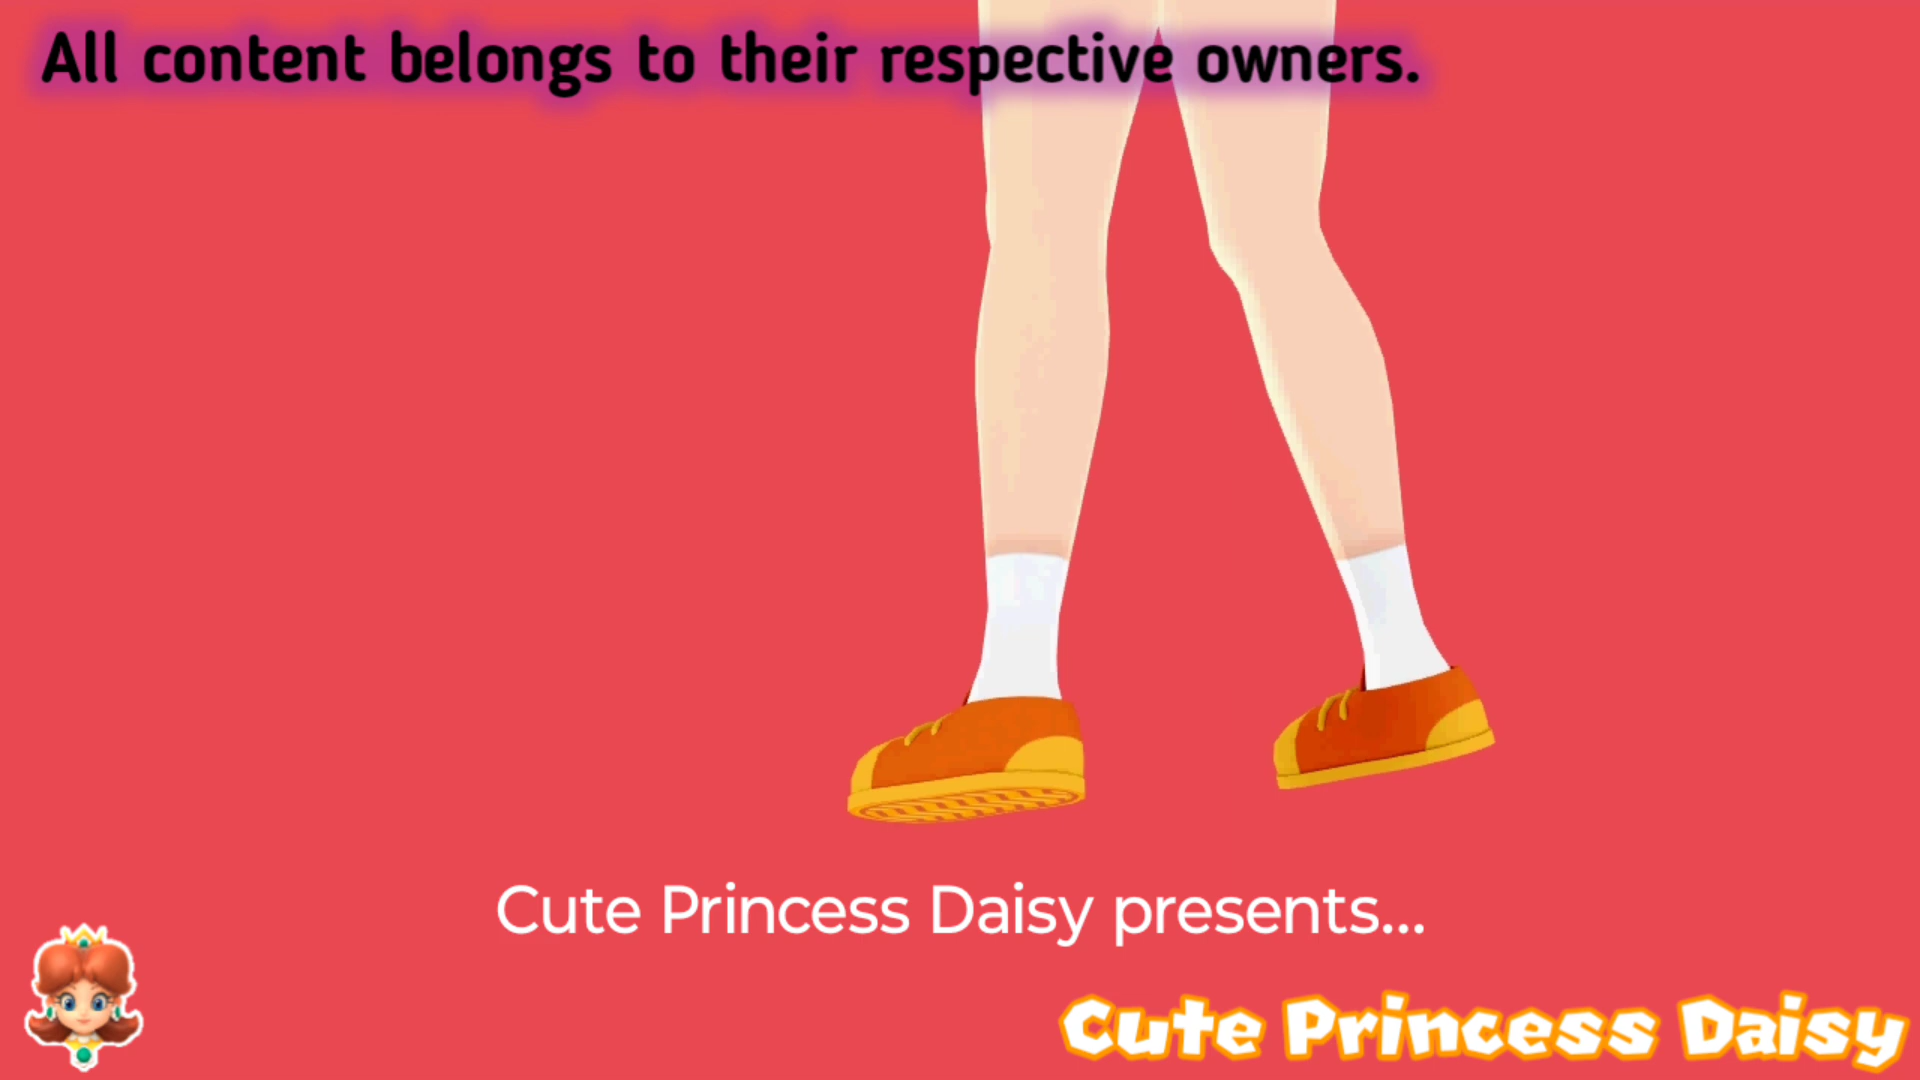 All content belongs to their respective owners.
Cute Princess Daisy presents...
Cute Princess Daisy